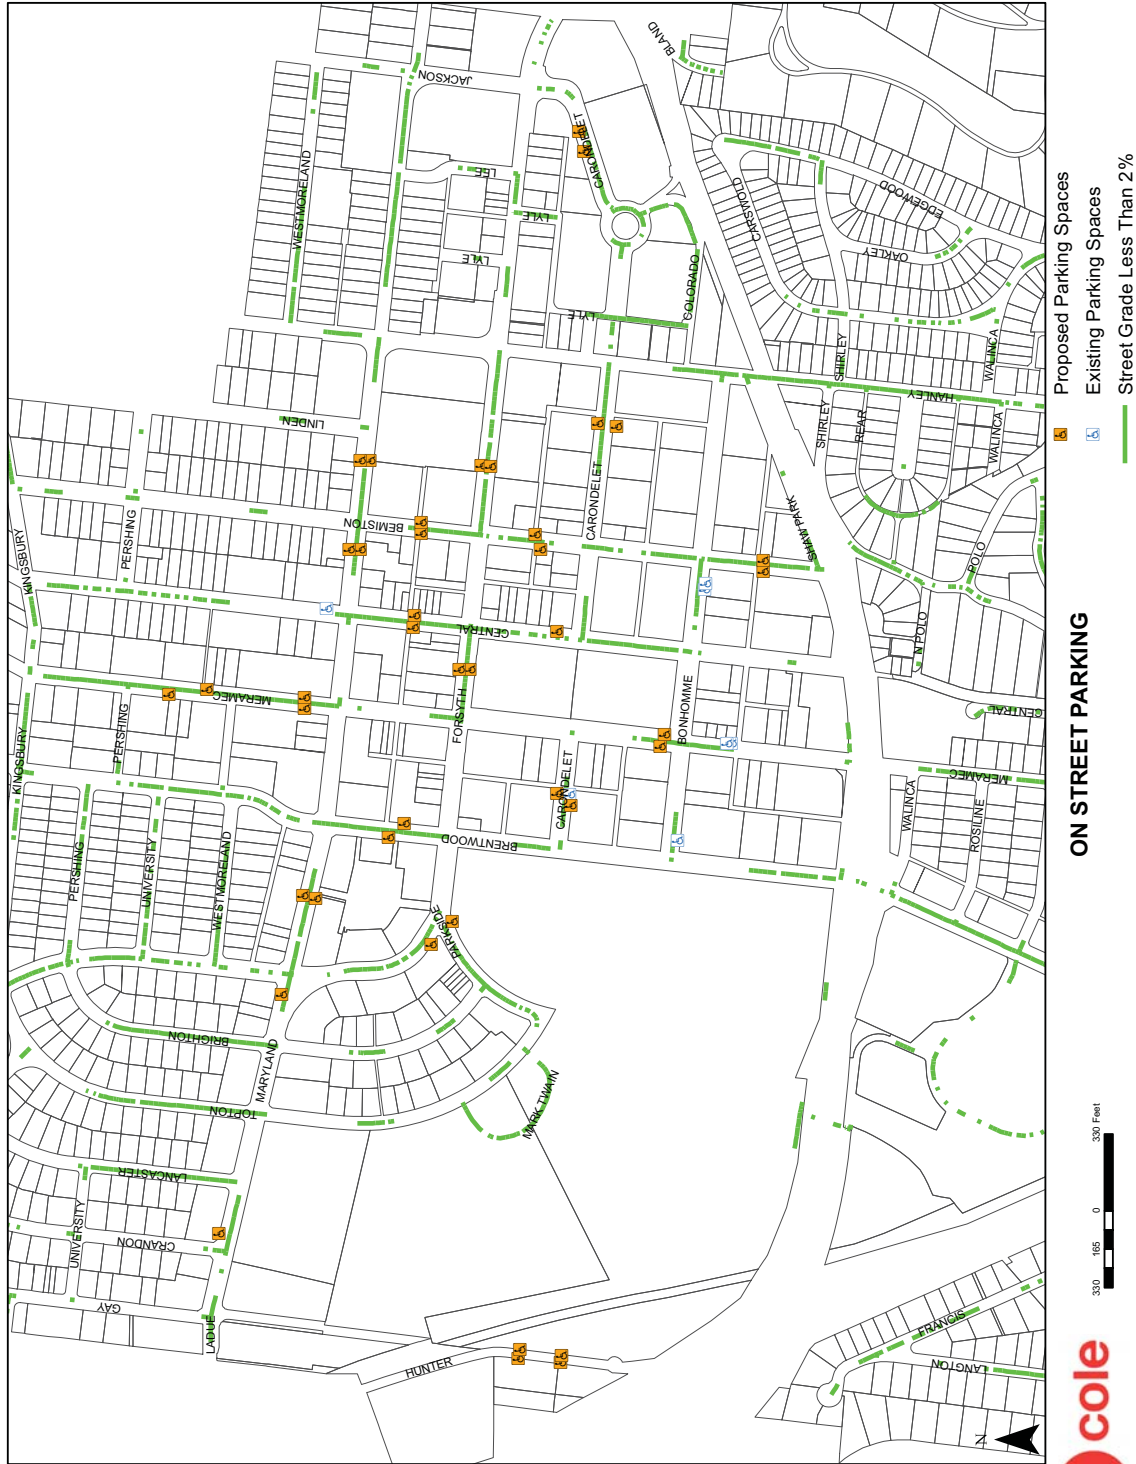 BLAND
JACKSON
WESTMORELAND
CARONDELET
LEE
LYLE
LYLE
LYLE
CARSWOLD
EDGEWOOD
OAKLEY
COLORADO
SHIRLEY
WALINCA
HANLEY
SHIRLEY
REAR
WALINCA
LINDEN
CARONDELET
BEMISTON
PERSHING
KINGSBURY
SHAW PARK
POLO
N POLO
CENTRAL
CENTRAL
MERAMEC
FORSYTH
BONHOMME
PERSHING
KINGSBURY
MERAMEC
WALINCA
ROSILINE
CARONDELET
BRENTWOOD
PERSHING
UNIVERSITY
WESTMORELAND
PARKSIDE
BRIGHTON
MARYLAND
TOPTON
MARK TWAIN
LANCASTER
UNIVERSITY
CRANDON
GAY
LADUE
HUNTER
FRANCIS
LANGTON
N
ON STREET PARKING
Proposed Parking Spaces
Existing Parking Spaces
Street Grade Less Than 2%
330 165 0 330 Feet
cole